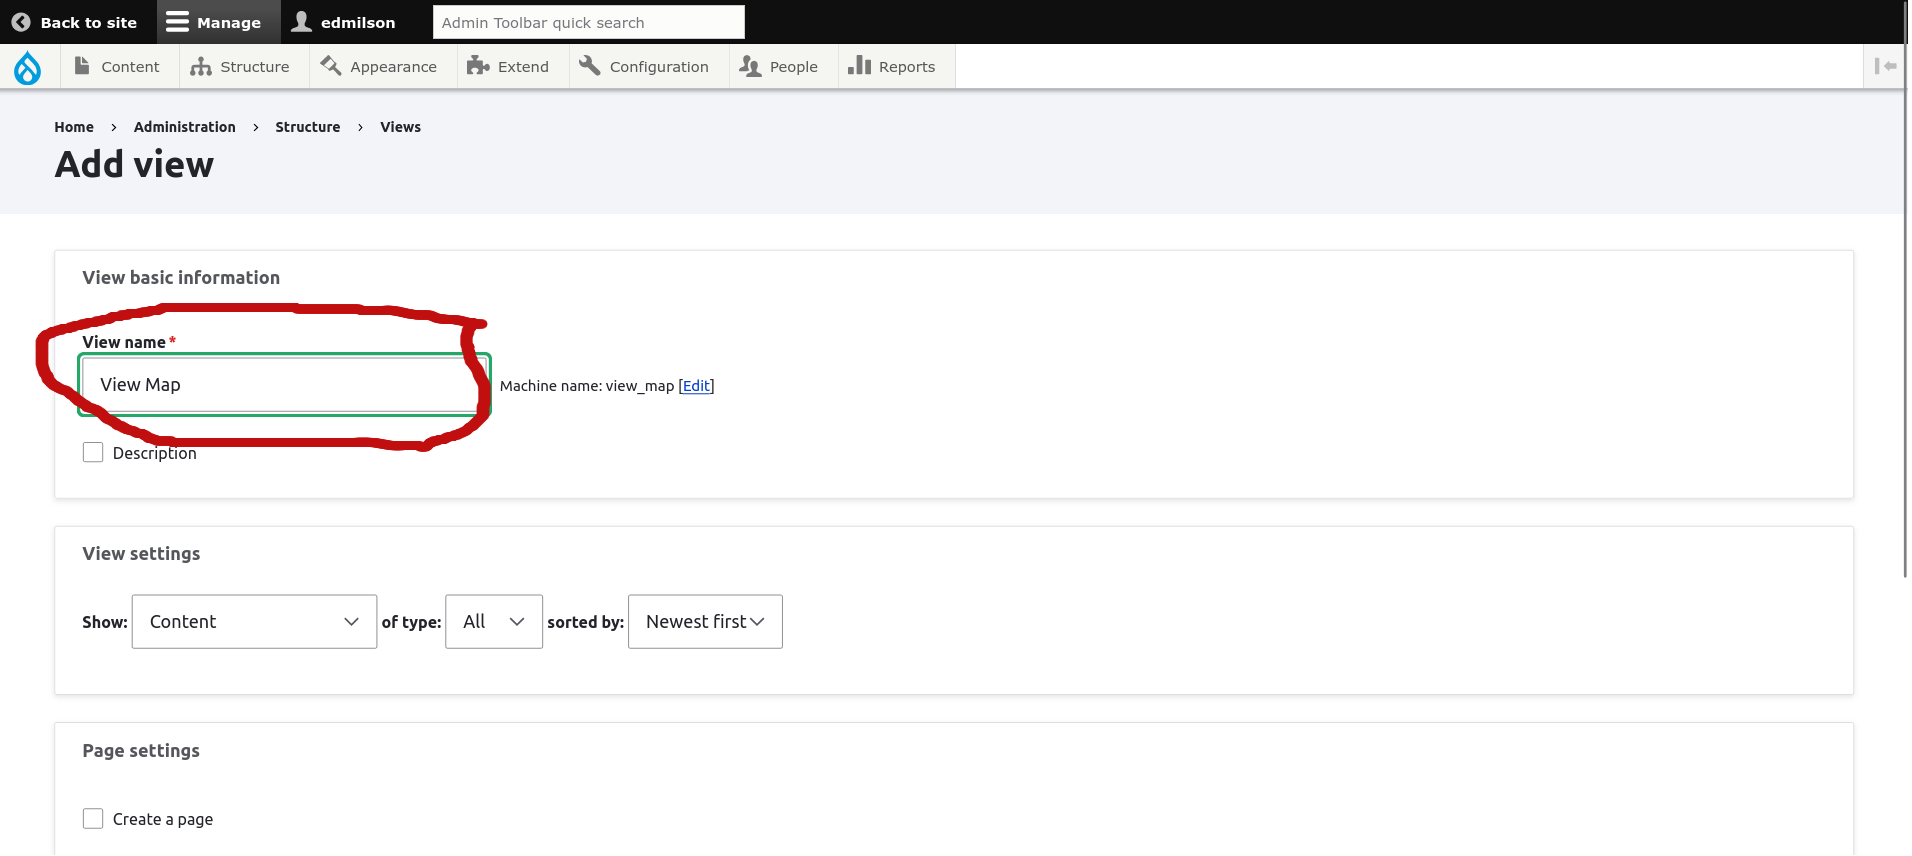 Back to site Manage edmilson Admin Toolbar quick search
Content Structure Appearance Extend Configuration People Reports
Home › Administration › Structure › Views
Add view
View basic information
View name*
View Map
Machine name: view_map [Edit]
Description
View settings
Show: Content of type: All sorted by: Newest first
Page settings
Create a page